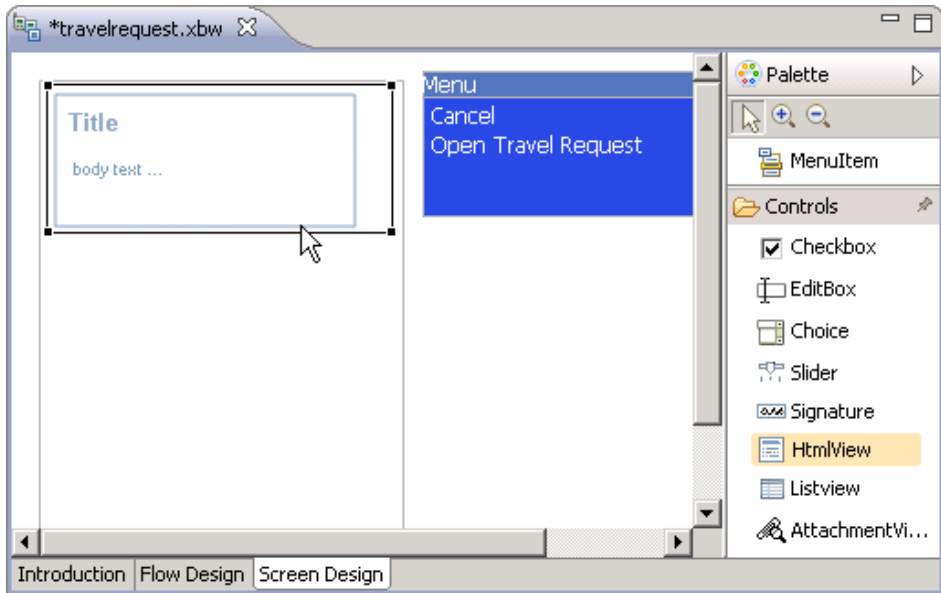 *travelrequest.xbw
Title
body text ...
Menu
Cancel
Open Travel Request
Palette
MenuItem
Controls
Checkbox
EditBox
Choice
Slider
Signature
HtmlView
Listview
AttachmentVi...
Introduction Flow Design Screen Design